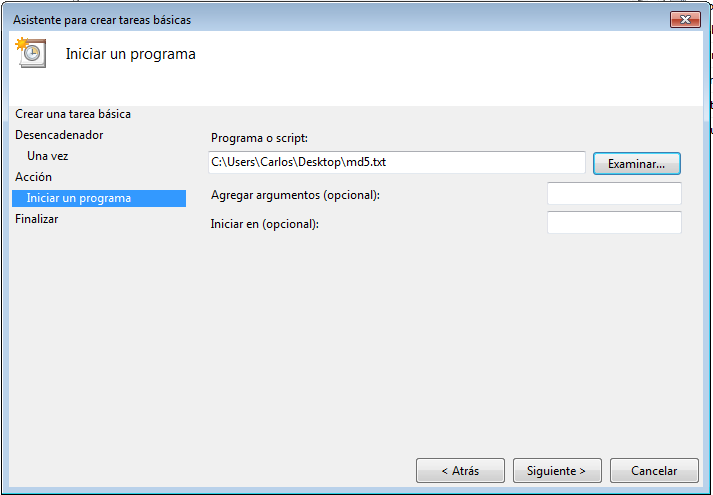 Asistente para crear tareas básicas
Iniciar un programa
Crear una tarea básica
Desencadenador
Una vez
Acción
Iniciar un programa
Finalizar
Programa o script:
C:\Users\Carlos\Desktop\md5.txt
Examinar...
Agregar argumentos (opcional):
Iniciar en (opcional):
< Atrás
Siguiente >
Cancelar